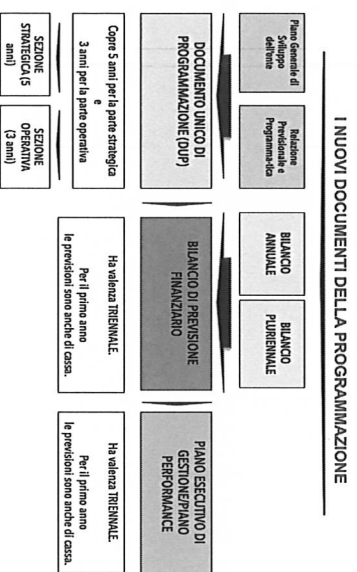 I NUOVI DOCUMENTI DELLA PROGRAMMAZIONE
Piano Generale di
Sviluppo
dell'ente
Relazione
Previsionale e
Programma-tica
BILANCIO
ANNUALE
BILANCIO
PLURIENNALE
DOCUMENTO UNICO DI
PROGRAMMAZIONE (DUP)
BILANCIO DI PREVISIONE
FINANZIARIO
PIANO ESECUTIVO DI
GESTIONE/PIANO
PERFORMANCE
Copre 5 anni per la parte strategica
e
3 anni per la parte operativa
Ha valenza TRIENNALE.
Per il primo anno
le previsioni sono anche di cassa.
Ha valenza TRIENNALE.
Per il primo anno
le previsioni sono anche di cassa.
SEZIONE
STRATEGICA (5
anni)
SEZIONE
OPERATIVA
(3 anni)